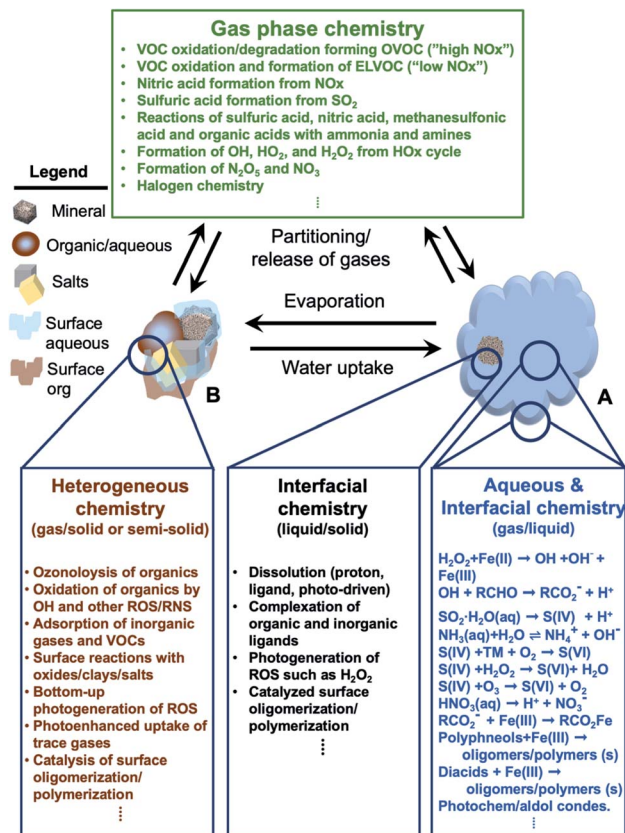 Gas phase chemistry
• VOC oxidation/degradation forming OVOC ("high NOx")
• VOC oxidation and formation of ELVOC ("low NOx")
• Nitric acid formation from NOx
• Sulfuric acid formation from SO₂
• Reactions of sulfuric acid, nitric acid, methanesulfonic
acid and organic acids with ammonia and amines
• Formation of OH, HO₂, and H₂O₂ from HOx cycle
• Formation of N₂O₅ and NO₃
• Halogen chemistry
⋮
Legend
Mineral
Organic/aqueous
Salts
Surface
aqueous
Surface
org
Partitioning/
release of gases
Evaporation
Water uptake
B
A
Heterogeneous
chemistry
(gas/solid or semi-solid)
• Ozonoloysis of organics
• Oxidation of organics by
OH and other ROS/RNS
• Adsorption of inorganic
gases and VOCs
• Surface reactions with
oxides/clays/salts
• Bottom-up
photogeneration of ROS
• Photoenhanced uptake of
trace gases
• Catalysis of surface
oligomerization/
polymerization
⋮
Interfacial
chemistry
(liquid/solid)
• Dissolution (proton,
ligand, photo-driven)
• Complexation of
organic and inorganic
ligands
• Photogeneration of
ROS such as H₂O₂
• Catalyzed surface
oligomerization/
polymerization
⋮
Aqueous &
Interfacial chemistry
(gas/liquid)
H₂O₂+Fe(II) → OH +OH⁻ +
Fe(III)
OH + RCHO → RCO₂⁻ + H⁺
SO₂·H₂O(aq) → S(IV) + H⁺
NH₃(aq)+H₂O ⇌ NH₄⁺ + OH⁻
S(IV) +TM + O₂ → S(VI)
S(IV) +H₂O₂ → S(VI)+ H₂O
S(IV) +O₃ → S(VI) + O₂
HNO₃(aq) → H⁺ + NO₃⁻
RCO₂⁻ + Fe(III) → RCO₂Fe
Polyphneols+Fe(III) →
oligomers/polymers (s)
Diacids + Fe(III) →
oligomers/polymers (s)
Photochem/aldol condes.
⋮